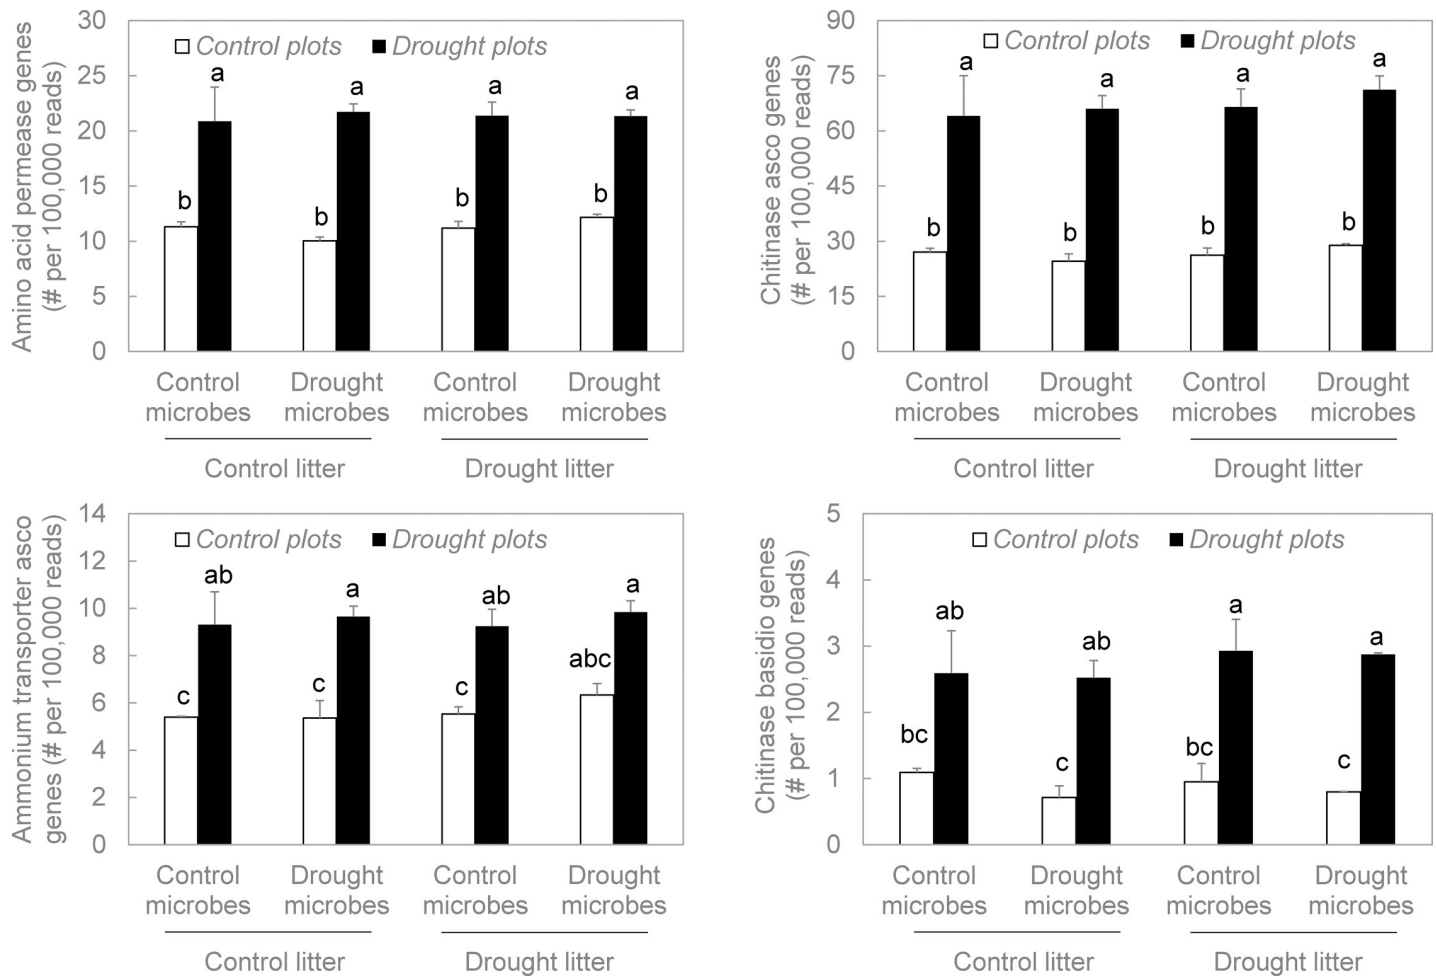 Amino acid permease genes
(# per 100,000 reads)
30
25
20
15
10
5
0
Control plots Drought plots
a a a a
b b b b
Control Drought Control Drought
microbes microbes microbes microbes
Control litter Drought litter
Chitinase asco genes
(# per 100,000 reads)
90
75
60
45
30
15
0
Control plots Drought plots
a a a a
b b b b
Control Drought Control Drought
microbes microbes microbes microbes
Control litter Drought litter
Ammonium transporter asco
genes (# per 100,000 reads)
14
12
10
8
6
4
2
0
Control plots Drought plots
ab a ab a
c c c abc
Control Drought Control Drought
microbes microbes microbes microbes
Control litter Drought litter
Chitinase basidio genes
(# per 100,000 reads)
5
4
3
2
1
0
Control plots Drought plots
ab ab a a
bc c bc c
Control Drought Control Drought
microbes microbes microbes microbes
Control litter Drought litter